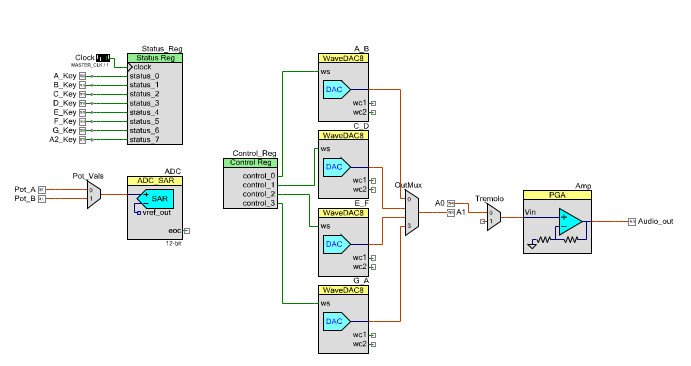 Status_Reg
Status Reg
Clock
MASTER_CLK / 1
clock
A_Key status_0
B_Key status_1
C_Key status_2
D_Key status_3
E_Key status_4
F_Key status_5
G_Key status_6
A2_Key status_7
Pot_Vals
Pot_A 0
Pot_B 1
ADC
ADC_SAR
SAR
vref_out
eoc
12-bit
Control_Reg
Control Reg
control_0
control_1
control_2
control_3
A_B
WaveDAC8
ws
DAC
wc1
wc2
C_D
WaveDAC8
ws
DAC
wc1
wc2
E_F
WaveDAC8
ws
DAC
wc1
wc2
G_A
WaveDAC8
ws
DAC
wc1
wc2
OutMux
0
1
2
3
A0
A1
Tremolo
0
1
Amp
PGA
Vin
Audio_out